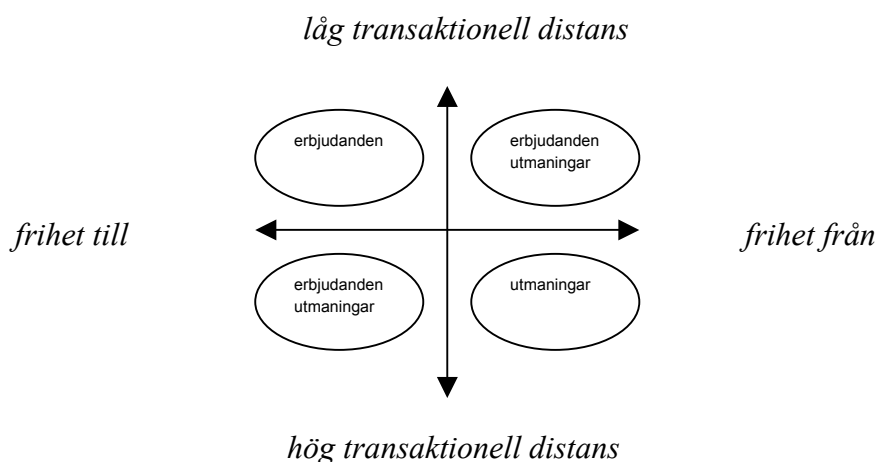 låg transaktionell distans
erbjudanden
erbjudanden
utmaningar
frihet till
frihet från
erbjudanden
utmaningar
utmaningar
hög transaktionell distans